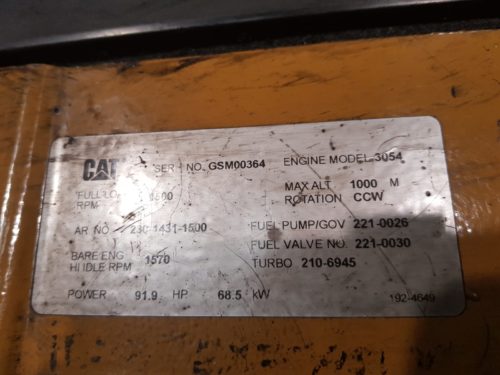 CAT SER NO. GSM00364 ENGINE MODEL 3054
MAX ALT 1000 M
FULL LO 1500
RPM
ROTATION CCW
AR NO. 230-1431-1500
FUEL PUMP/GOV 221-0026
FUEL VALVE NO. 221-0030
BARE ENG 1570
HI IDLE RPM
TURBO 210-6945
POWER 91.9 HP 68.5 kW
192-4649